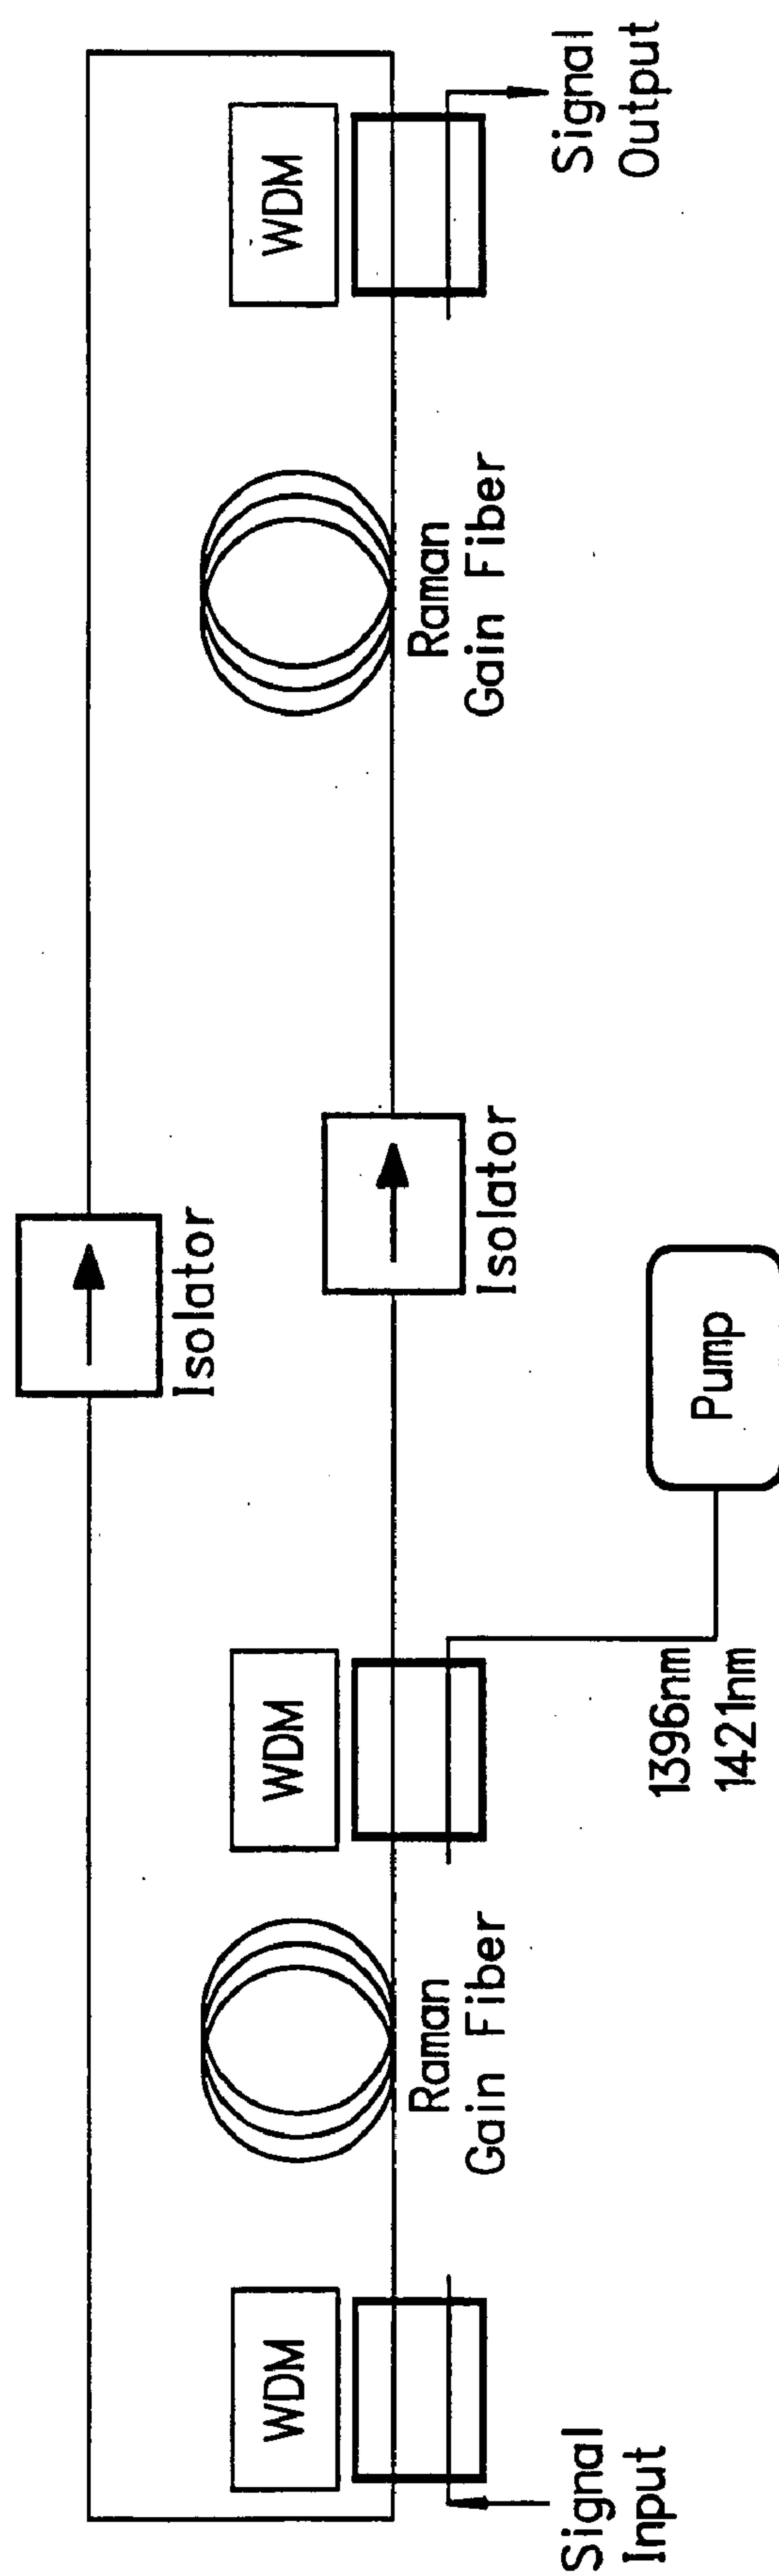 Isolator
WDM
WDM
WDM
Raman
Gain Fiber
Isolator
Raman
Gain Fiber
Signal
Input
1396nm
1421nm
Pump
Signal
Output